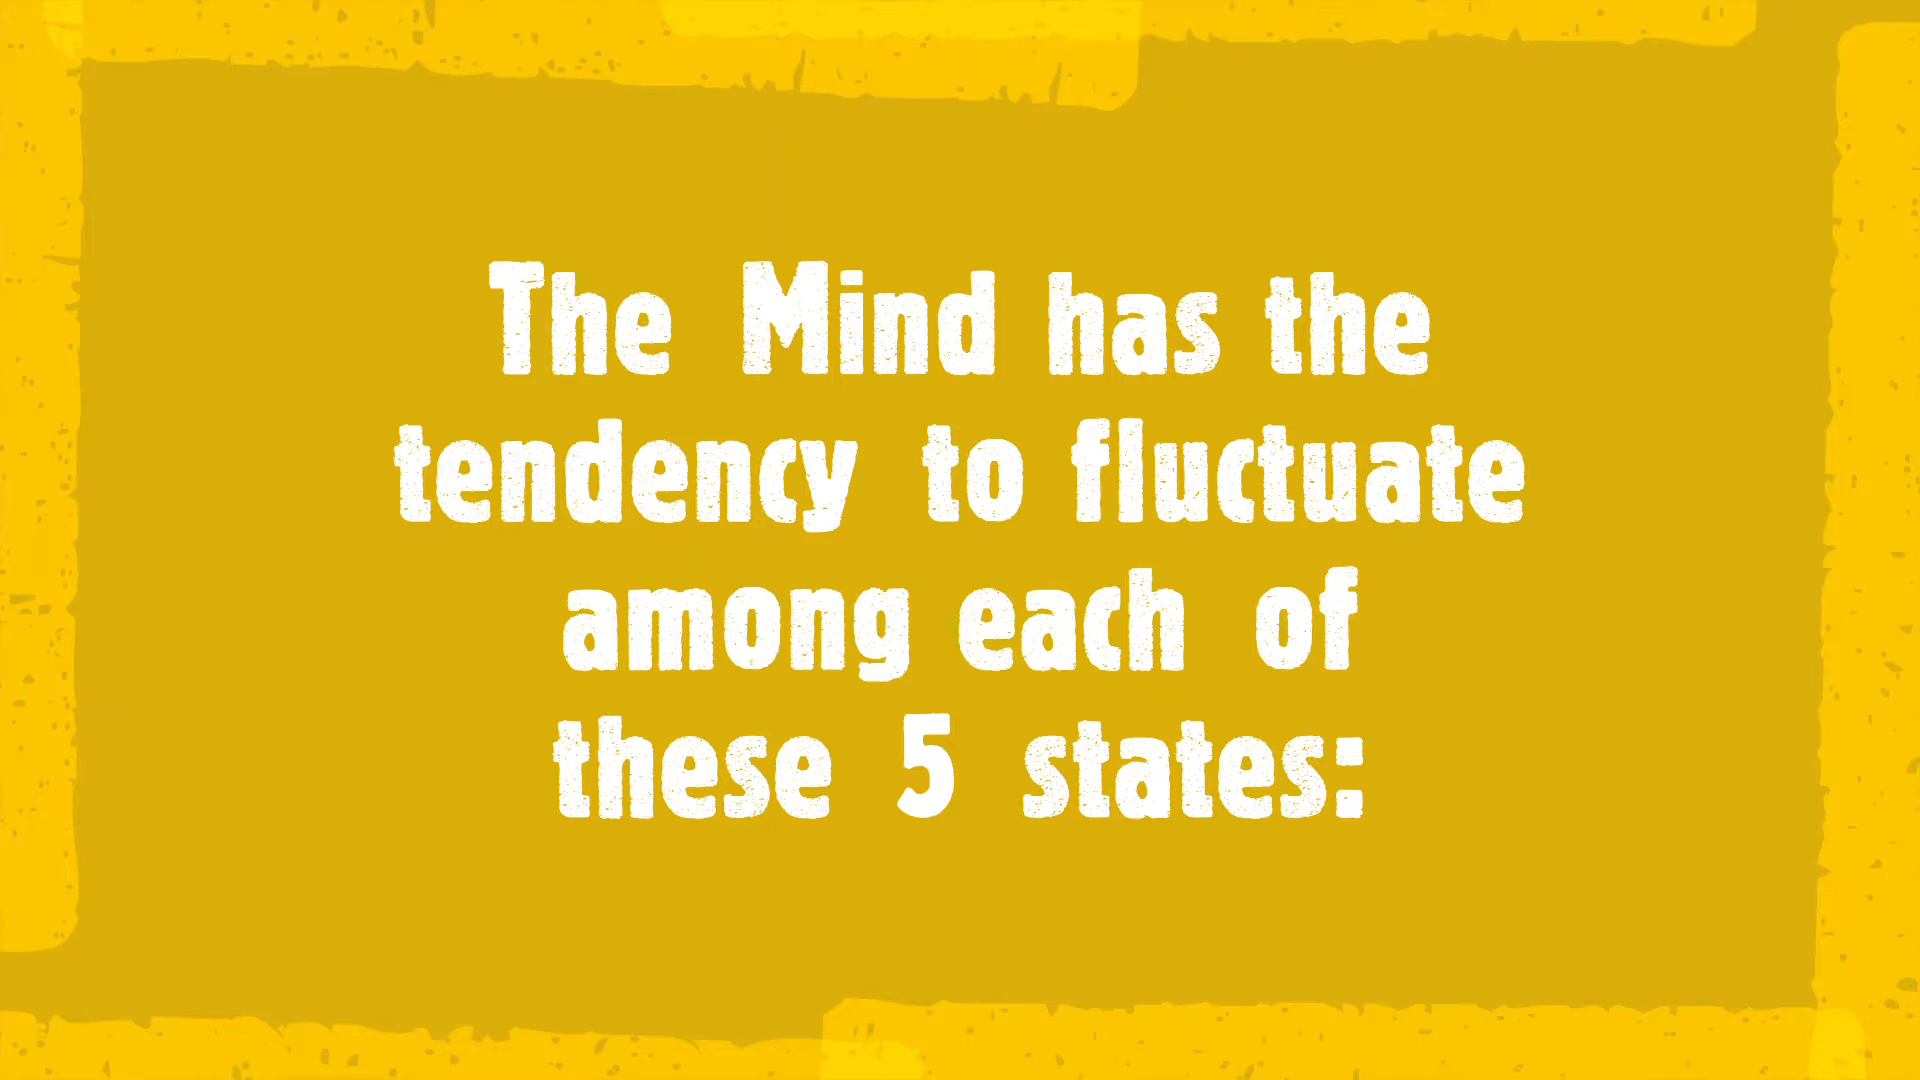 The Mind has the
tendency to fluctuate
among each of
these 5 states: